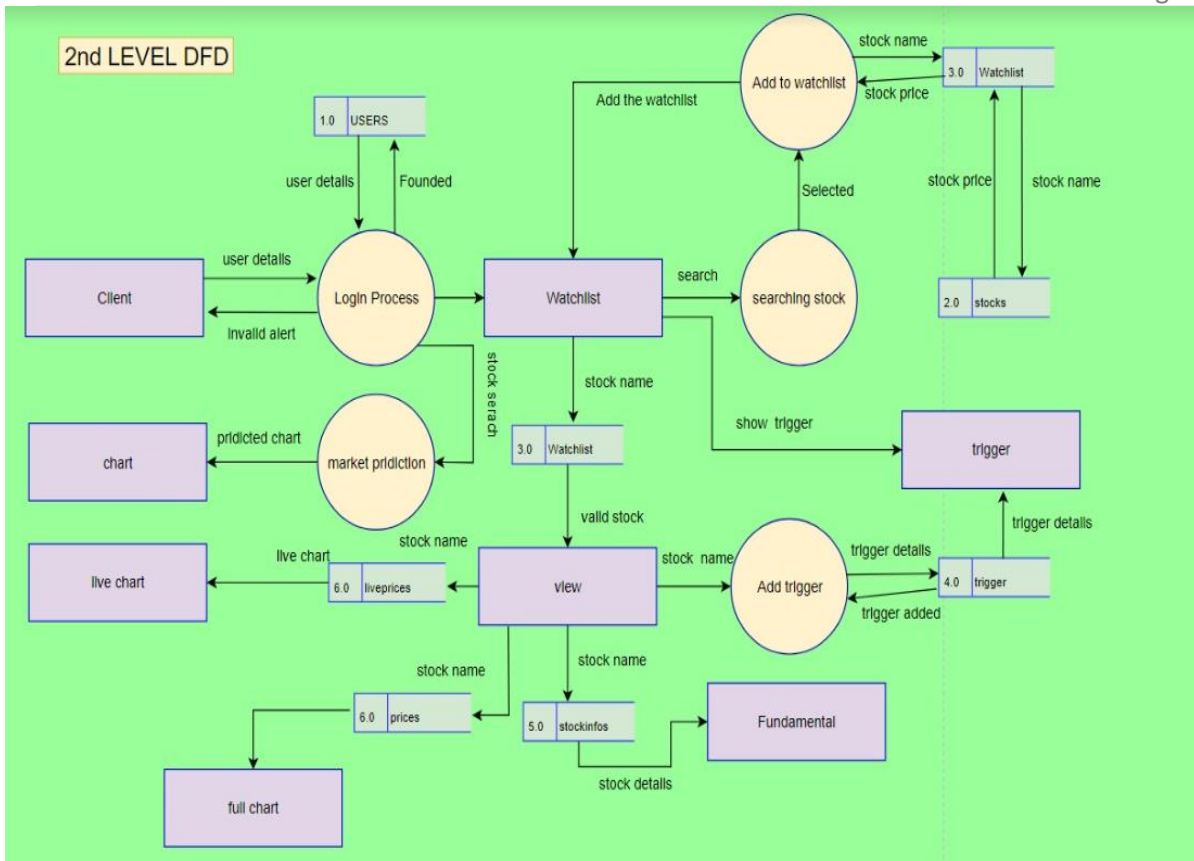 2nd LEVEL DFD
stock name
3.0 Watchlist
Add to watchlist
stock price
Add the watchlist
1.0 USERS
user details
Founded
Selected
stock price
stock name
user details
Client
Login Process
Watchlist
search
searching stock
2.0 stocks
Invalid alert
stock serach
stock name
show trigger
pridicted chart
chart
market pridiction
3.0 Watchlist
trigger
valid stock
trigger details
live chart
stock name
stock name
trigger details
live chart
6.0 liveprices
view
Add trigger
4.0 trigger
trigger added
stock name
stock name
6.0 prices
5.0 stockinfos
Fundamental
stock details
full chart